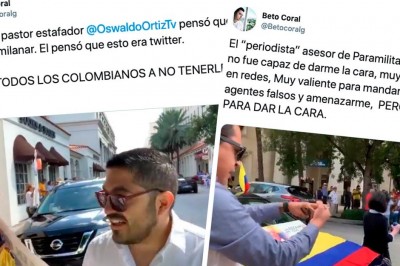 @Betocoralg
pastor estafador @OswaldoOrtizTv pensó que
milanar. El pensó que esto era twitter.
TODOS LOS COLOMBIANOS A NO TENERL
Beto Coral
@Betocoralg
El "periodista" asesor de Paramilita
no fue capaz de darme la cara, muy
en redes, Muy valiente para mandar
agentes falsos y amenazarme, PER
PARA DAR LA CARA.